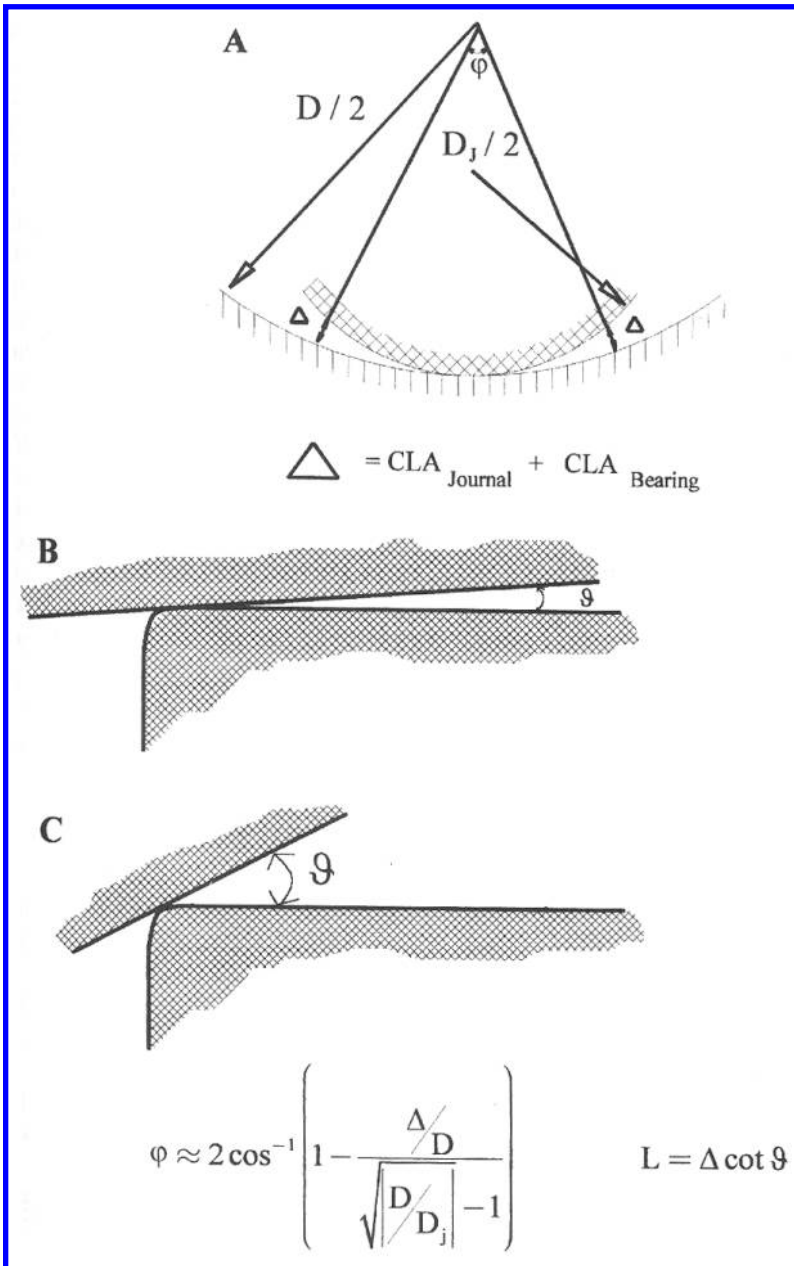 A
φ
D / 2
D_J / 2
Δ Δ
△ = CLA Journal + CLA Bearing
B
ϑ
C
ϑ
φ ≈ 2 cos⁻¹ (1 − (Δ/D) / (√|D/D_j| − 1)) L = Δ cot ϑ